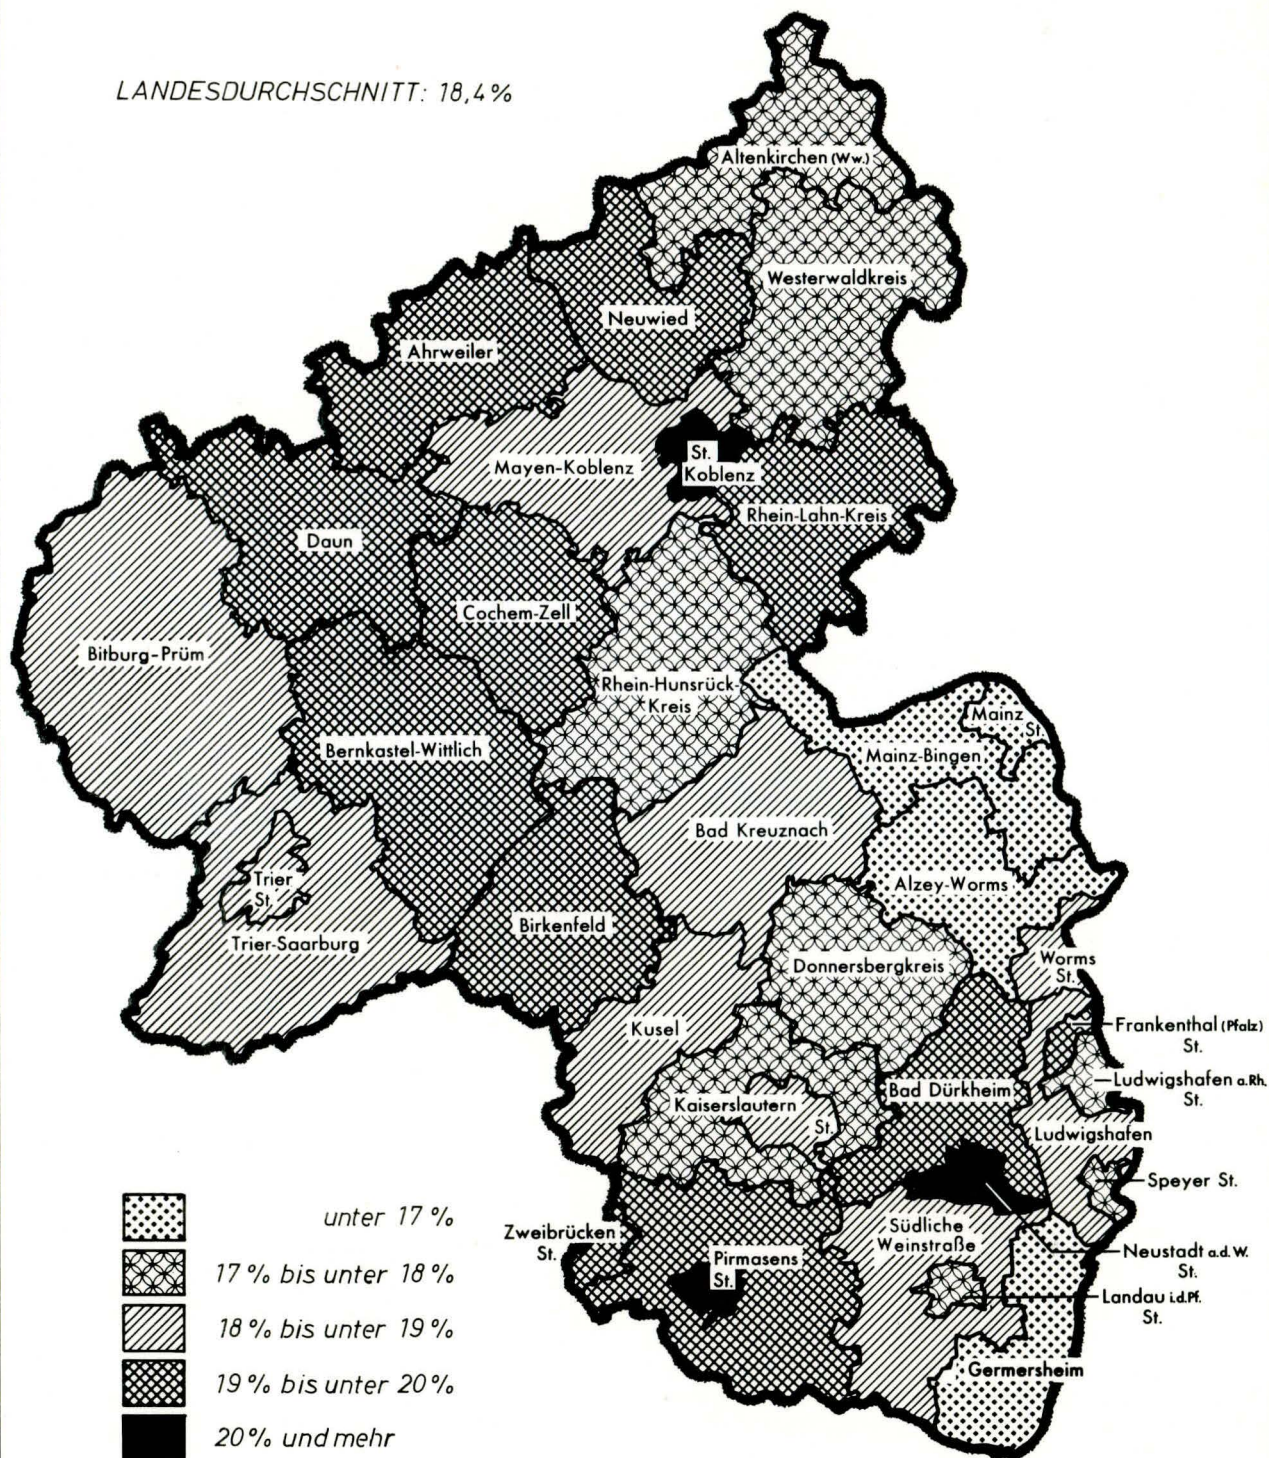 LANDESDURCHSCHNITT: 18,4%
Altenkirchen (Ww.)
Westerwaldkreis
Neuwied
Ahrweiler
St.
Koblenz
Mayen-Koblenz
Rhein-Lahn-Kreis
Daun
Cochem-Zell
Bitburg-Prüm
Rhein-Hunsrück-
Kreis
Mainz
St.
Bernkastel-Wittlich
Mainz-Bingen
Bad Kreuznach
Trier
St.
Alzey-Worms
Birkenfeld
Trier-Saarburg
Donnersbergkreis
Worms
St.
Kusel
Frankenthal (Pfalz)
St.
Ludwigshafen a.Rh.
St.
Bad Dürkheim
Kaiserslautern
St.
Ludwigshafen
Speyer St.
Zweibrücken
St.
Südliche
Weinstraße
Pirmasens
St.
Neustadt a.d.W.
St.
Landau i.d.Pf.
St.
Germersheim
unter 17 %
17 % bis unter 18 %
18 % bis unter 19 %
19 % bis unter 20 %
20 % und mehr